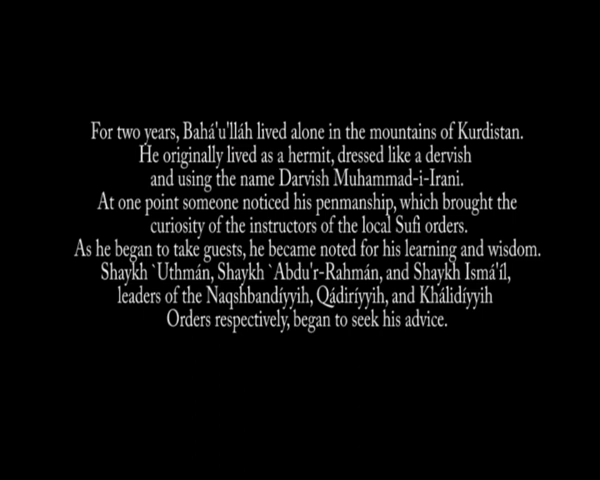 For two years, Bahá'u'lláh lived alone in the mountains of Kurdistan.
He originally lived as a hermit, dressed like a dervish
and using the name Darvish Muhammad-i-Irani.
At one point someone noticed his penmanship, which brought the
curiosity of the instructors of the local Sufi orders.
As he began to take guests, he became noted for his learning and wisdom.
Shaykh `Uthmán, Shaykh `Abdu'r-Rahmán, and Shaykh Ismá'íl,
leaders of the Naqshbandíyyih, Qádiríyyih, and Khálidíyyih
Orders respectively, began to seek his advice.